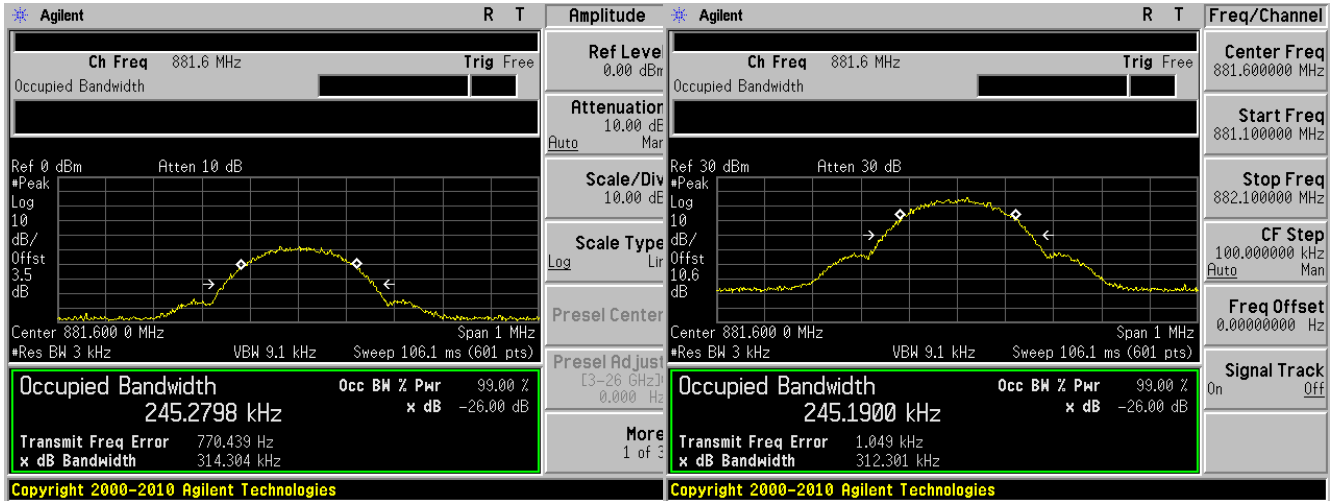 Agilent R T
Amplitude
Ch Freq 881.6 MHz Trig Free
Occupied Bandwidth
Ref Level
0.00 dBm
Attenuation
10.00 dB
Auto Man
Scale/Div
10.00 dB
Scale Type
Log Lin
Presel Center
Presel Adjust
[3-26 GHz]
0.000 Hz
More
1 of 3
Ref 0 dBm Atten 10 dB
#Peak
Log
10
dB/
Offst
3.5
dB
Center 881.600 0 MHz Span 1 MHz
#Res BW 3 kHz VBW 9.1 kHz Sweep 106.1 ms (601 pts)
Occupied Bandwidth Occ BW % Pwr 99.00 %
245.2798 kHz x dB -26.00 dB
Transmit Freq Error 770.439 Hz
x dB Bandwidth 314.304 kHz
Copyright 2000-2010 Agilent Technologies
Agilent R T
Freq/Channel
Ch Freq 881.6 MHz Trig Free
Occupied Bandwidth
Center Freq
881.600000 MHz
Start Freq
881.100000 MHz
Stop Freq
882.100000 MHz
CF Step
100.000000 kHz
Auto Man
Freq Offset
0.00000000 Hz
Signal Track
On Off
Ref 30 dBm Atten 30 dB
#Peak
Log
10
dB/
Offst
10.6
dB
Center 881.600 0 MHz Span 1 MHz
#Res BW 3 kHz VBW 9.1 kHz Sweep 106.1 ms (601 pts)
Occupied Bandwidth Occ BW % Pwr 99.00 %
245.1900 kHz x dB -26.00 dB
Transmit Freq Error 1.049 kHz
x dB Bandwidth 312.301 kHz
Copyright 2000-2010 Agilent Technologies